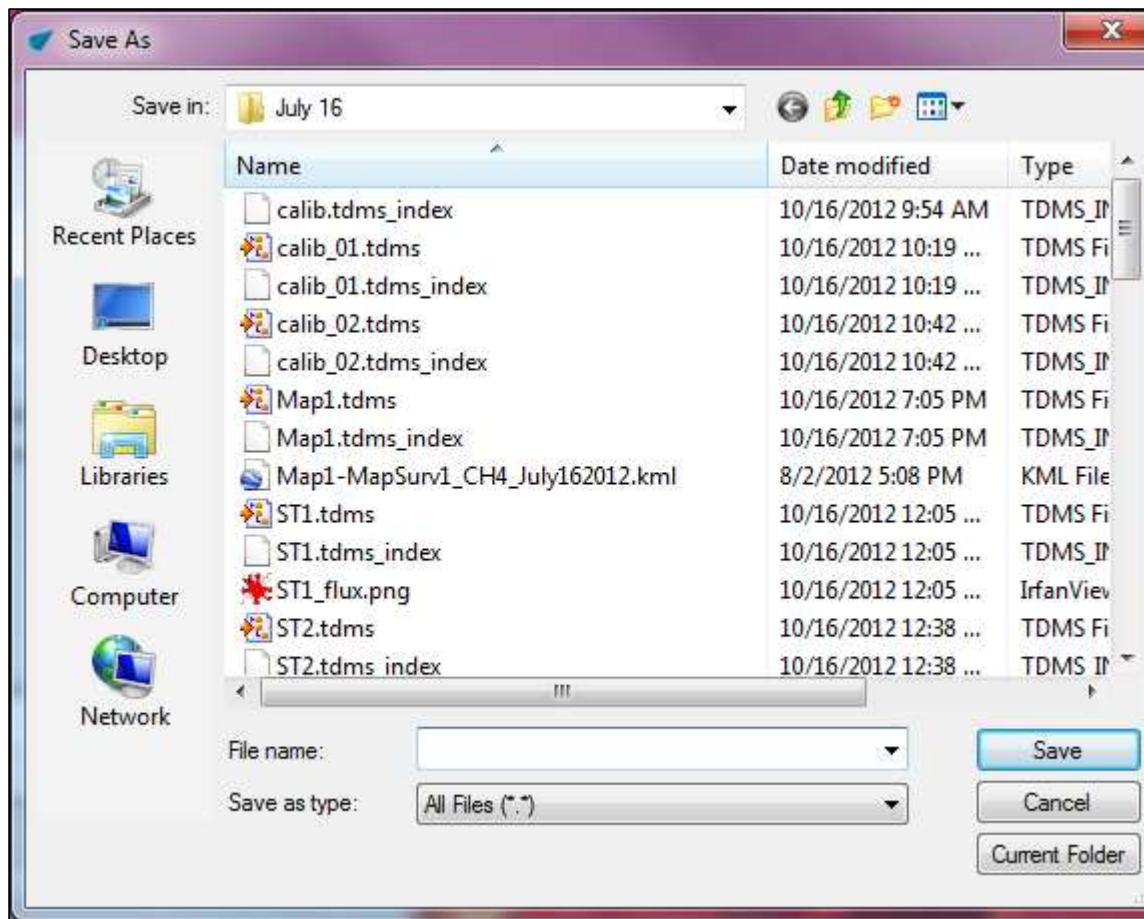 Save As
Save in: July 16
Name Date modified Type
calib.tdms_index 10/16/2012 9:54 AM TDMS_IN
calib_01.tdms 10/16/2012 10:19 ... TDMS Fi
calib_01.tdms_index 10/16/2012 10:19 ... TDMS_IN
calib_02.tdms 10/16/2012 10:42 ... TDMS Fi
calib_02.tdms_index 10/16/2012 10:42 ... TDMS_IN
Map1.tdms 10/16/2012 7:05 PM TDMS Fi
Map1.tdms_index 10/16/2012 7:05 PM TDMS_IN
Map1-MapSurv1_CH4_July162012.kml 8/2/2012 5:08 PM KML File
ST1.tdms 10/16/2012 12:05 ... TDMS Fi
ST1.tdms_index 10/16/2012 12:05 ... TDMS_IN
ST1_flux.png 10/16/2012 12:05 ... IrfanView
ST2.tdms 10/16/2012 12:38 ... TDMS Fi
ST2.tdms_index 10/16/2012 12:38 ... TDMS_IN
Recent Places
Desktop
Libraries
Computer
Network
File name: Save
Save as type: All Files (*.*) Cancel
Current Folder